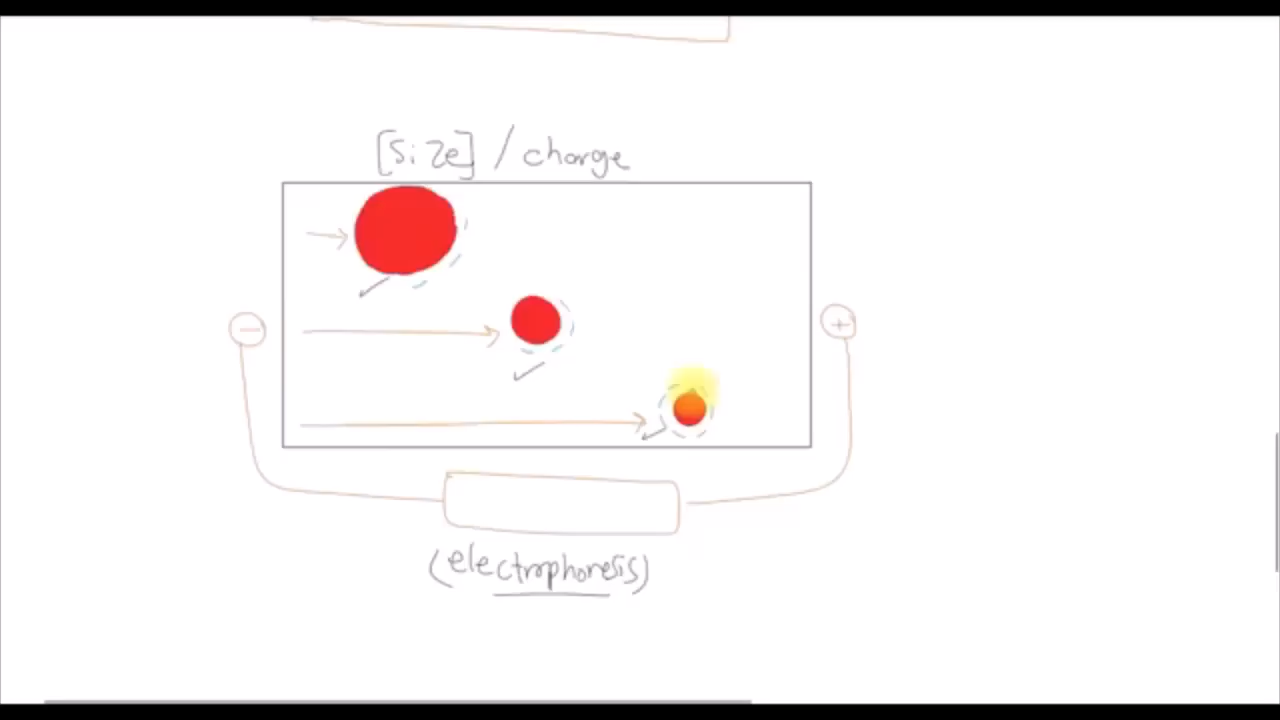 [Size] / charge
−
+
(electrophoresis)